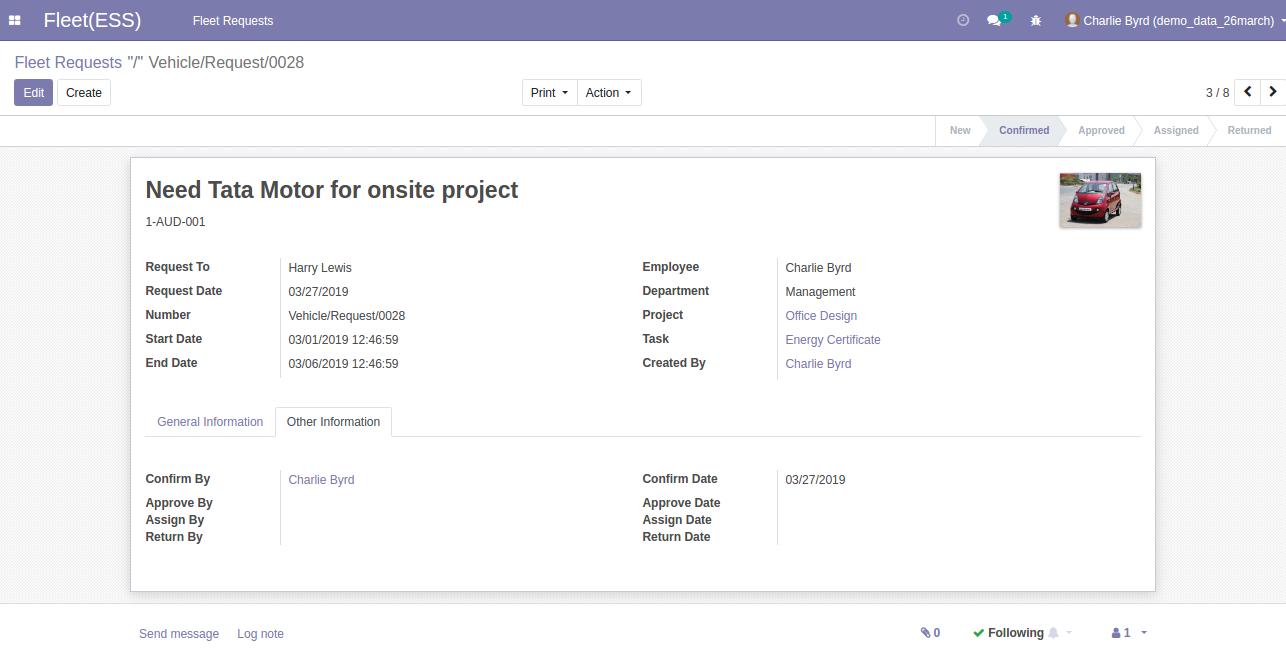 Fleet(ESS) Fleet Requests 1 Charlie Byrd (demo_data_26march)
Fleet Requests "/" Vehicle/Request/0028
Edit Create Print Action 3 / 8
New Confirmed Approved Assigned Returned
Need Tata Motor for onsite project
1-AUD-001
Request To Harry Lewis Employee Charlie Byrd
Request Date 03/27/2019 Department Management
Number Vehicle/Request/0028 Project Office Design
Start Date 03/01/2019 12:46:59 Task Energy Certificate
End Date 03/06/2019 12:46:59 Created By Charlie Byrd
General Information Other Information
Confirm By Charlie Byrd Confirm Date 03/27/2019
Approve By Approve Date
Assign By Assign Date
Return By Return Date
Send message Log note 0 Following 1